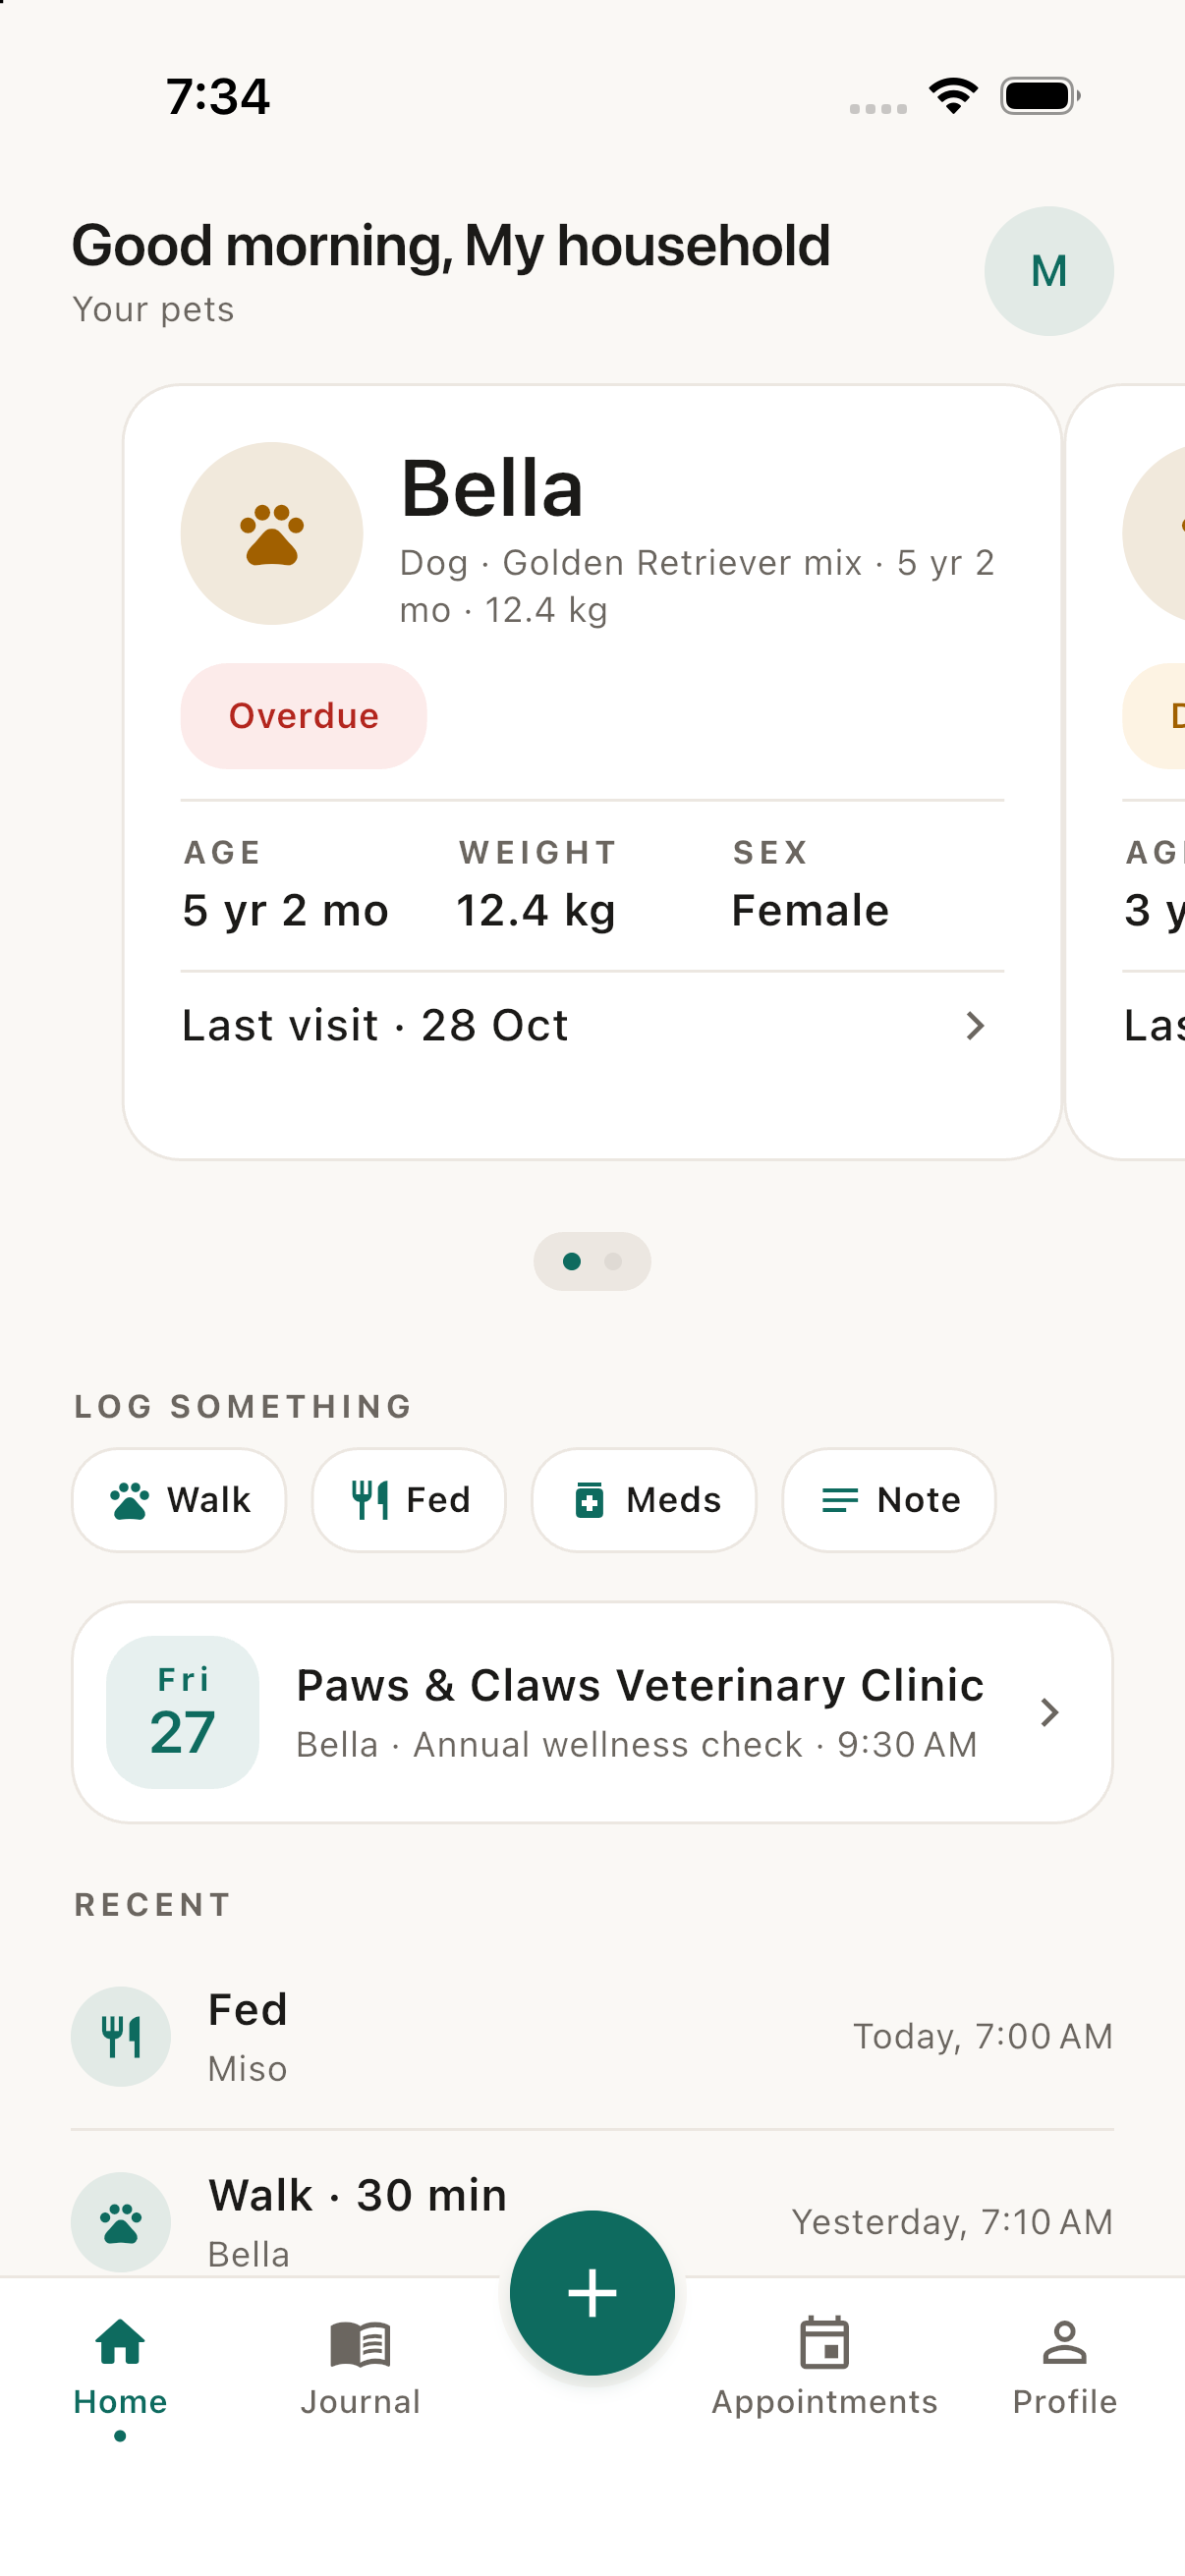 7:34
Good morning, My household
Your pets
M
Bella
Dog · Golden Retriever mix · 5 yr 2
mo · 12.4 kg
Overdue
D
AGE WEIGHT SEX
5 yr 2 mo 12.4 kg Female
AG
3 y
Last visit · 28 Oct
Las
LOG SOMETHING
Walk Fed Meds Note
Fri
27
Paws & Claws Veterinary Clinic
Bella · Annual wellness check · 9:30 AM
RECENT
Fed
Miso
Today, 7:00 AM
Walk · 30 min
Bella
Yesterday, 7:10 AM
Home Journal Appointments Profile